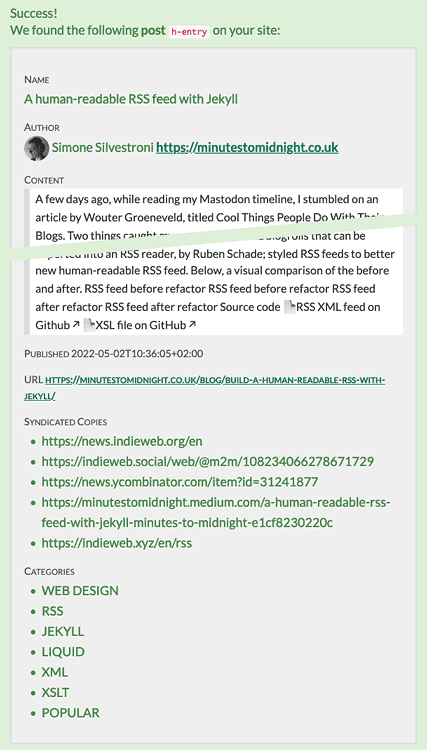 Success!
We found the following post h-entry on your site:
Name
A human-readable RSS feed with Jekyll
Author
Simone Silvestroni https://minutestomidnight.co.uk
Content
A few days ago, while reading my Mastodon timeline, I stumbled on an
article by Wouter Groeneveld, titled Cool Things People Do With Their
Blogs. Two things caught my blogrolls that can be
into an RSS reader, by Ruben Schade; styled RSS feeds to better
new human-readable RSS feed. Below, a visual comparison of the before
and after. RSS feed before refactor RSS feed before refactor RSS feed
after refactor RSS feed after refactor Source code RSS XML feed on
Github ↗ XSL file on GitHub ↗
Published 2022-05-02T10:36:05+02:00
URL https://minutestomidnight.co.uk/blog/build-a-human-readable-rss-with-
jekyll/
Syndicated Copies
• https://news.indieweb.org/en
• https://indieweb.social/web/@m2m/108234066278671729
• https://news.ycombinator.com/item?id=31241877
• https://minutestomidnight.medium.com/a-human-readable-rss-
feed-with-jekyll-minutes-to-midnight-e1cf8230220c
• https://indieweb.xyz/en/rss
Categories
• WEB DESIGN
• RSS
• JEKYLL
• LIQUID
• XML
• XSLT
• POPULAR